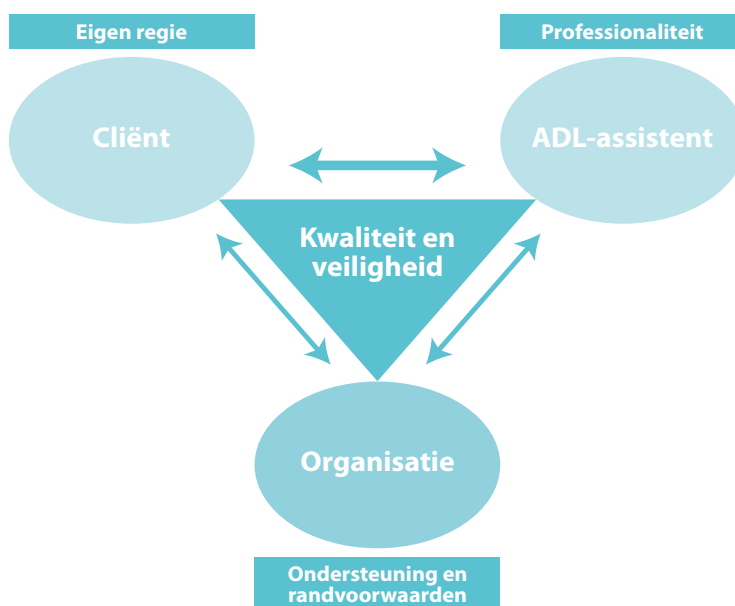 Eigen regie
Professionaliteit
Cliënt
ADL-assistent
Kwaliteit en
veiligheid
Organisatie
Ondersteuning en
randvoorwaarden